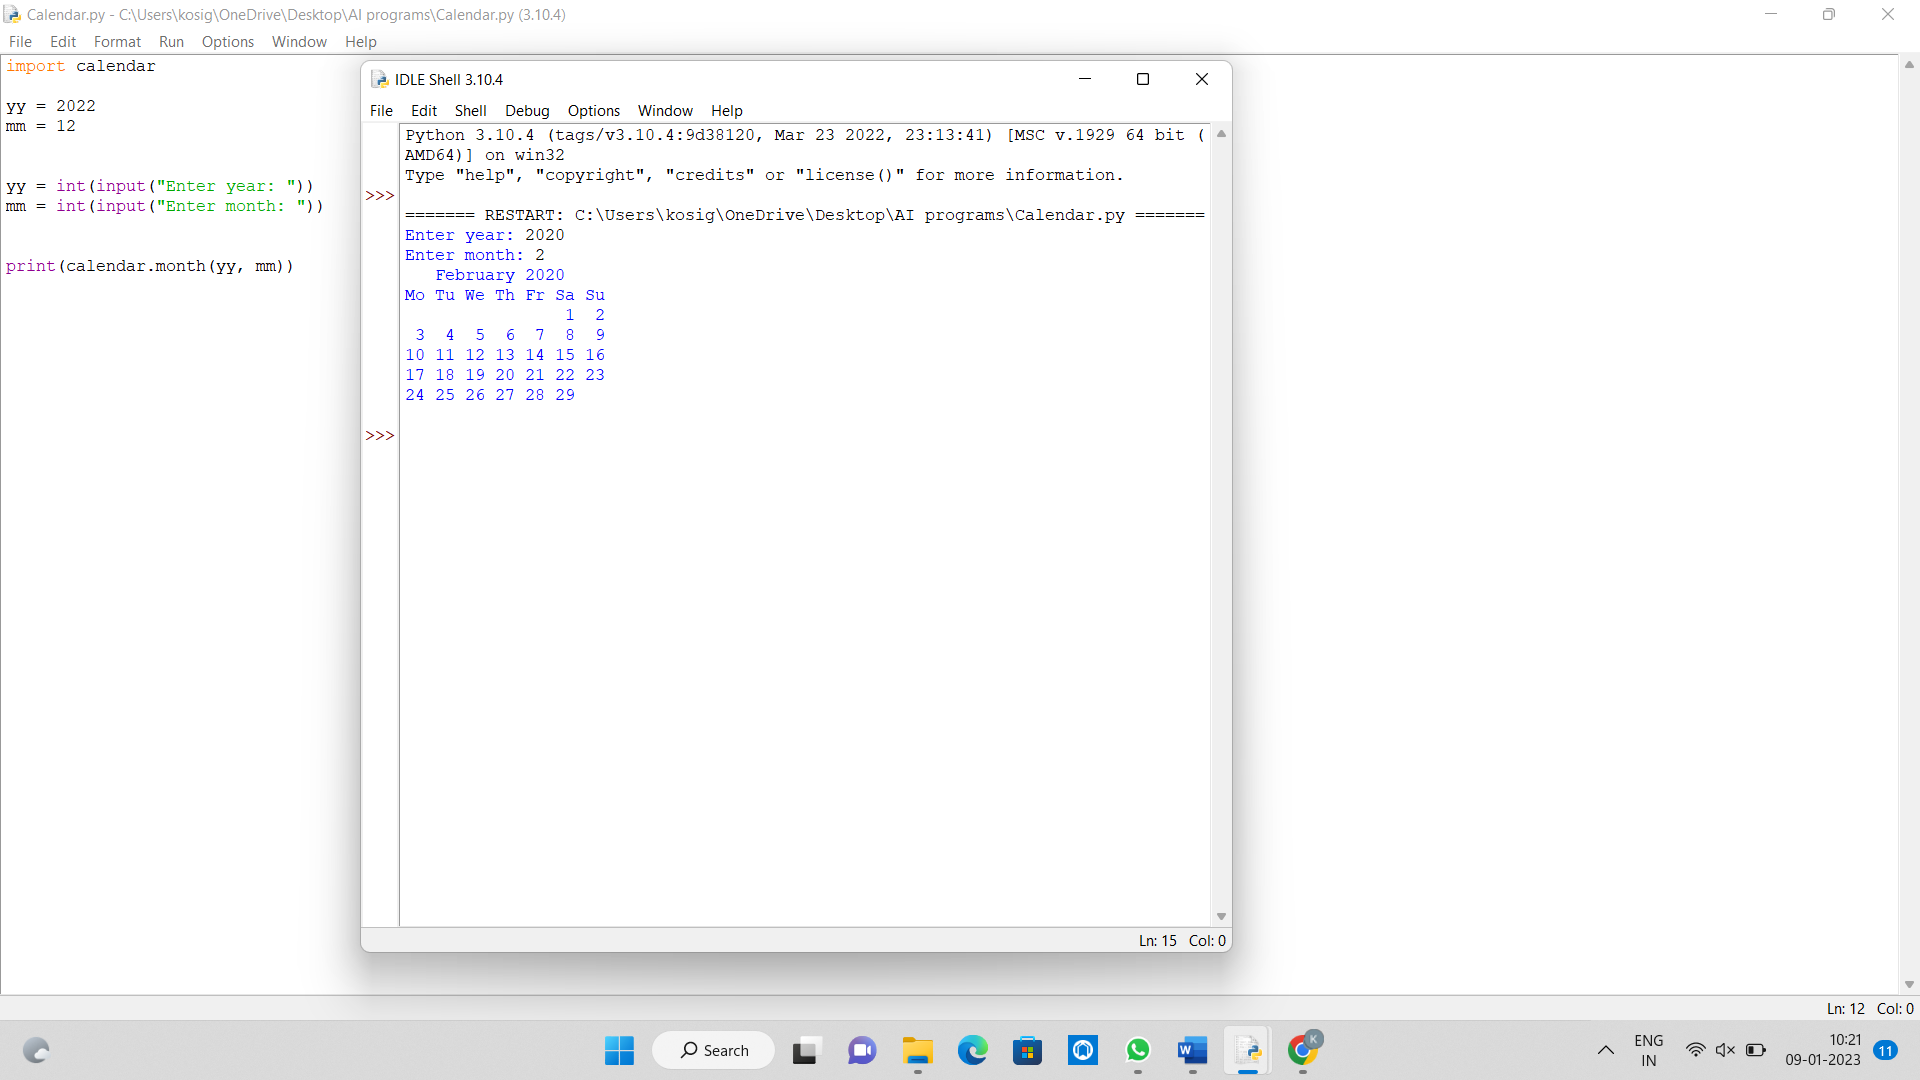 Calendar.py - C:\Users\kosig\OneDrive\Desktop\AI programs\Calendar.py (3.10.4)
File Edit Format Run Options Window Help
import calendar
yy = 2022
mm = 12
yy = int(input("Enter year: "))
mm = int(input("Enter month: "))
print(calendar.month(yy, mm))
IDLE Shell 3.10.4
File Edit Shell Debug Options Window Help
Python 3.10.4 (tags/v3.10.4:9d38120, Mar 23 2022, 23:13:41) [MSC v.1929 64 bit (
AMD64)] on win32
Type "help", "copyright", "credits" or "license()" for more information.
>>>
======= RESTART: C:\Users\kosig\OneDrive\Desktop\AI programs\Calendar.py =======
Enter year: 2020
Enter month: 2
   February 2020
Mo Tu We Th Fr Sa Su
                1  2
 3  4  5  6  7  8  9
10 11 12 13 14 15 16
17 18 19 20 21 22 23
24 25 26 27 28 29
>>>
Ln: 15 Col: 0
Ln: 12 Col: 0
Search
W
K
ENG
IN
10:21
09-01-2023
11